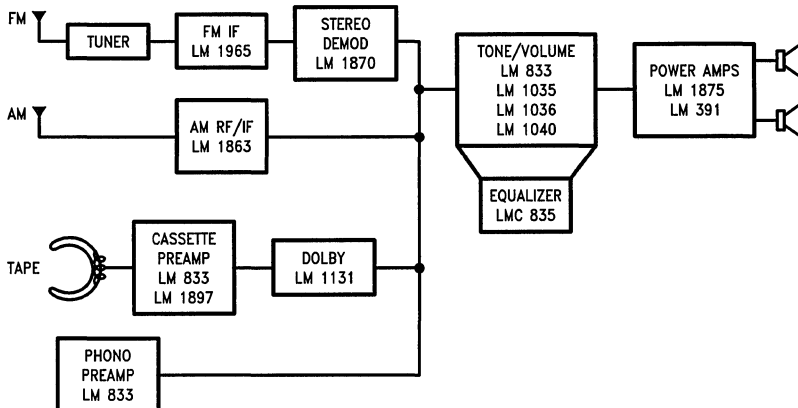 FM
TUNER
FM IF
LM 1965
STEREO
DEMOD
LM 1870
TONE/VOLUME
LM 833
LM 1035
LM 1036
LM 1040
POWER AMPS
LM 1875
LM 391
AM
AM RF/IF
LM 1863
EQUALIZER
LMC 835
TAPE
CASSETTE
PREAMP
LM 833
LM 1897
DOLBY
LM 1131
PHONO
PREAMP
LM 833